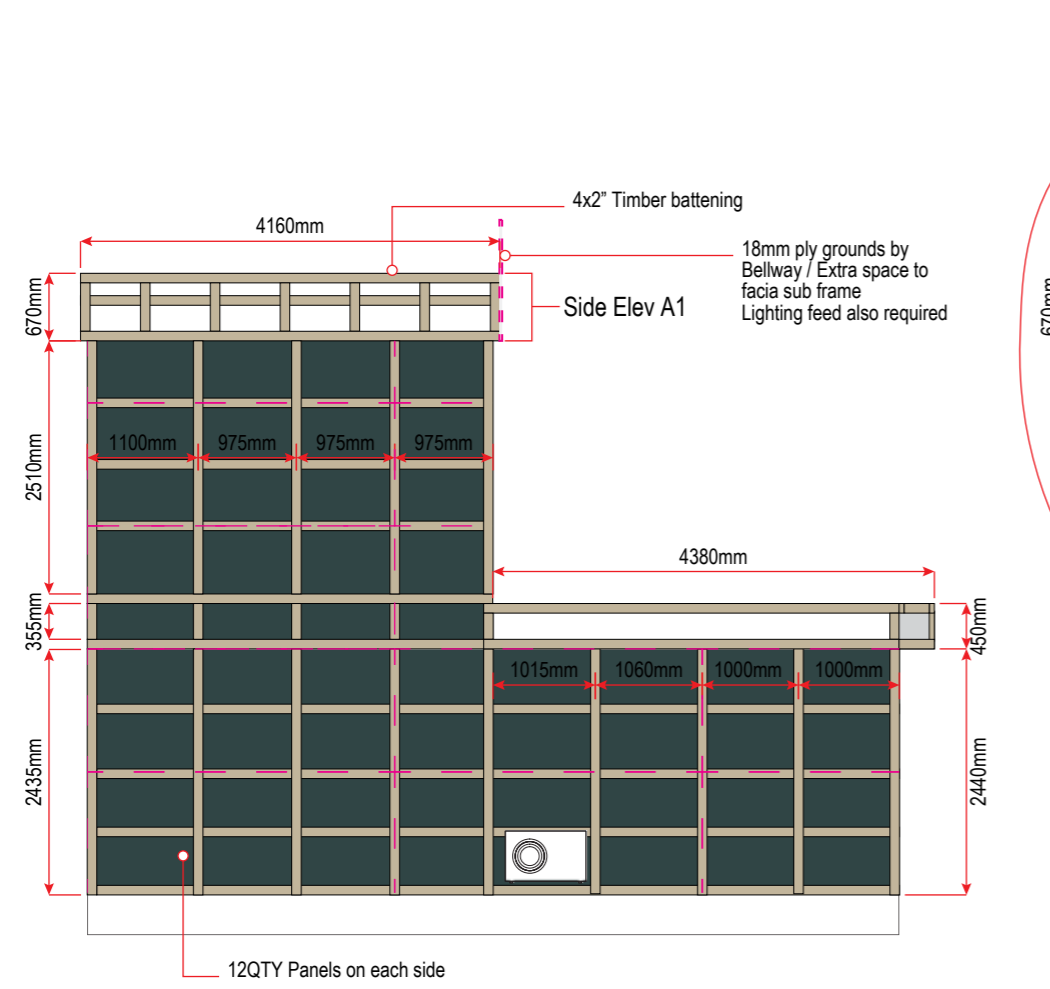 4x2” Timber battening
4160mm
18mm ply grounds by
Bellway / Extra space to
facia sub frame
Lighting feed also required
670mm
Side Elev A1
670mm
1100mm
975mm
975mm
975mm
2510mm
4380mm
355mm
450mm
1015mm
1060mm
1000mm
1000mm
2435mm
2440mm
12QTY Panels on each side